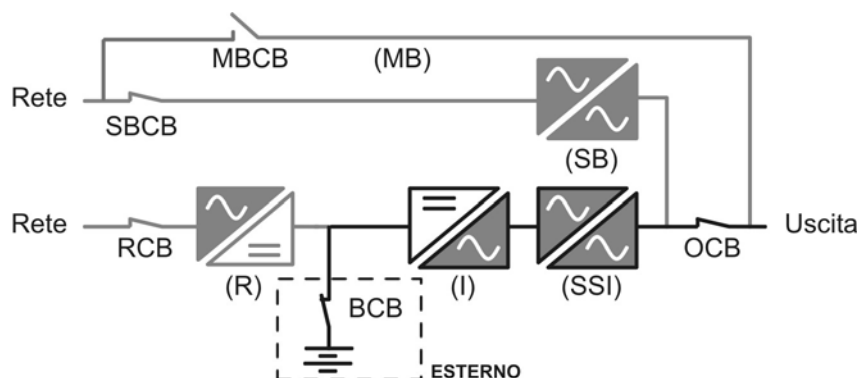 MBCB
(MB)
Rete
SBCB
(SB)
Rete
RCB
(R)
(I)
(SSI)
OCB
Uscita
BCB
ESTERNO